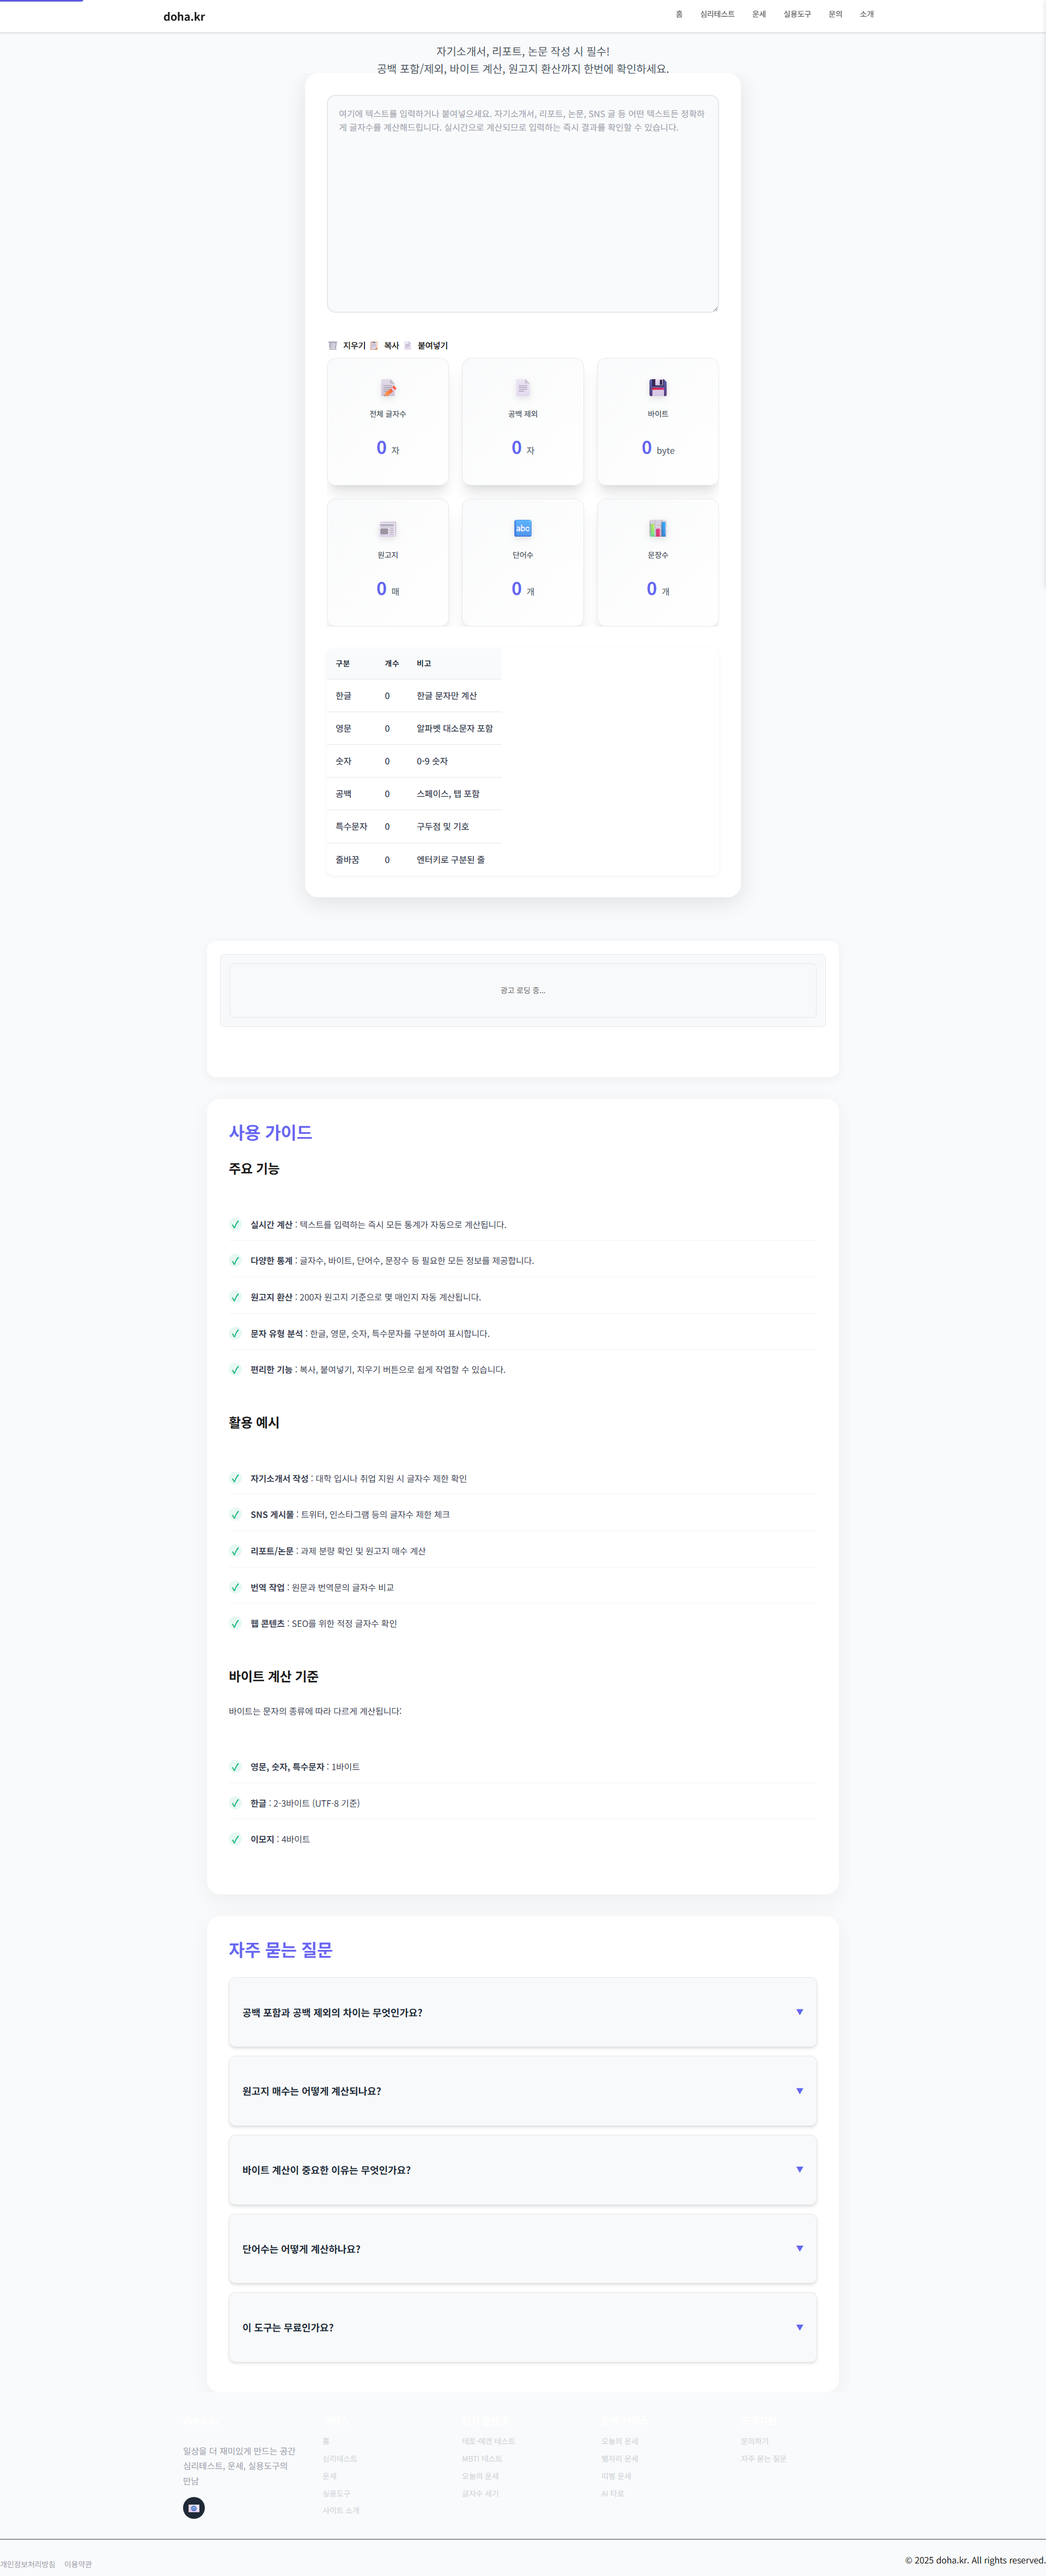 doha.kr
홈 심리테스트 운세 실용도구 문의 소개
자기소개서, 리포트, 논문 작성 시 필수!
공백 포함/제외, 바이트 계산, 원고지 환산까지 한번에 확인하세요.
여기에 텍스트를 입력하거나 붙여넣으세요. 자기소개서, 리포트, 논문, SNS 글 등 어떤 텍스트든 정확하
게 글자수를 계산해드립니다. 실시간으로 계산되므로 입력하는 즉시 결과를 확인할 수 있습니다.
지우기 복사 붙여넣기
전체 글자수 공백 제외 바이트
0 자 0 자 0 byte
abc
원고지 단어수 문장수
0 매 0 개 0 개
구분 개수 비고
한글 0 한글 문자만 계산
영문 0 알파벳 대소문자 포함
숫자 0 0-9 숫자
공백 0 스페이스, 탭 포함
특수문자 0 구두점 및 기호
줄바꿈 0 엔터키로 구분된 줄
광고 로딩 중...
사용 가이드
주요 기능
✓ 실시간 계산 : 텍스트를 입력하는 즉시 모든 통계가 자동으로 계산됩니다.
✓ 다양한 통계 : 글자수, 바이트, 단어수, 문장수 등 필요한 모든 정보를 제공합니다.
✓ 원고지 환산 : 200자 원고지 기준으로 몇 매인지 자동 계산됩니다.
✓ 문자 유형 분석 : 한글, 영문, 숫자, 특수문자를 구분하여 표시합니다.
✓ 편리한 기능 : 복사, 붙여넣기, 지우기 버튼으로 쉽게 작업할 수 있습니다.
활용 예시
✓ 자기소개서 작성 : 대학 입시나 취업 지원 시 글자수 제한 확인
✓ SNS 게시물 : 트위터, 인스타그램 등의 글자수 제한 체크
✓ 리포트/논문 : 과제 분량 확인 및 원고지 매수 계산
✓ 번역 작업 : 원문과 번역문의 글자수 비교
✓ 웹 콘텐츠 : SEO를 위한 적정 글자수 확인
바이트 계산 기준
바이트는 문자의 종류에 따라 다르게 계산됩니다:
✓ 영문, 숫자, 특수문자 : 1바이트
✓ 한글 : 2-3바이트 (UTF-8 기준)
✓ 이모지 : 4바이트
자주 묻는 질문
공백 포함과 공백 제외의 차이는 무엇인가요? ▼
원고지 매수는 어떻게 계산되나요? ▼
바이트 계산이 중요한 이유는 무엇인가요? ▼
단어수는 어떻게 계산하나요? ▼
이 도구는 무료인가요? ▼
일상을 더 재미있게 만드는 공간
심리테스트, 운세, 실용도구의
만남
홈
심리테스트
운세
실용도구
사이트 소개
테토-에겐 테스트
MBTI 테스트
오늘의 운세
글자수 세기
오늘의 운세
별자리 운세
띠별 운세
AI 타로
문의하기
자주 묻는 질문
개인정보처리방침 이용약관
© 2025 doha.kr. All rights reserved.